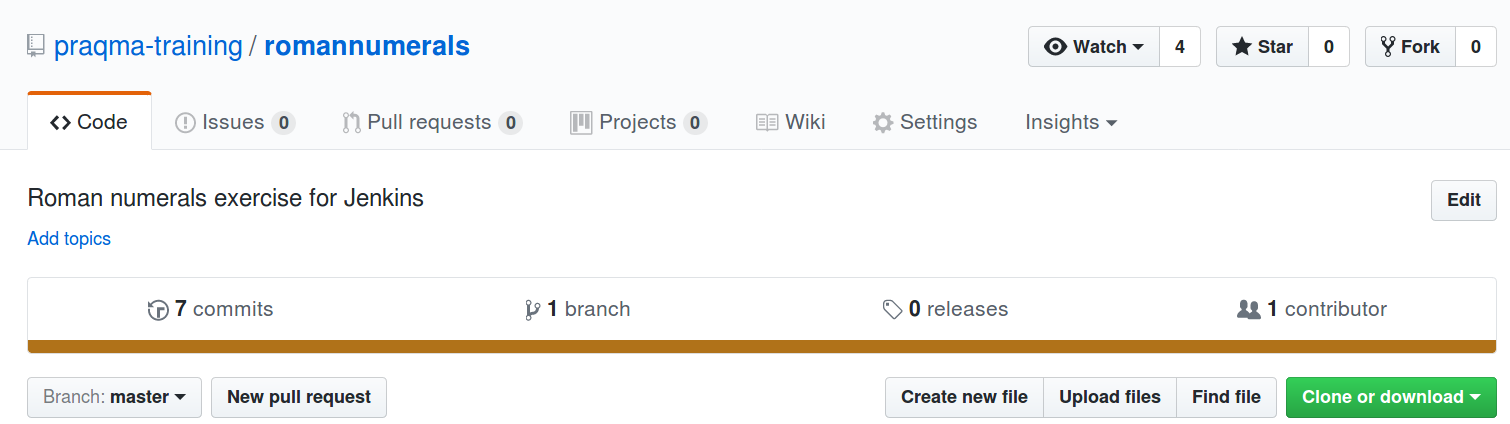 praqma-training / romannumerals
Watch 4 Star 0 Fork 0
Code Issues 0 Pull requests 0 Projects 0 Wiki Settings Insights
Roman numerals exercise for Jenkins
Edit
Add topics
7 commits 1 branch 0 releases 1 contributor
Branch: master New pull request Create new file Upload files Find file Clone or download